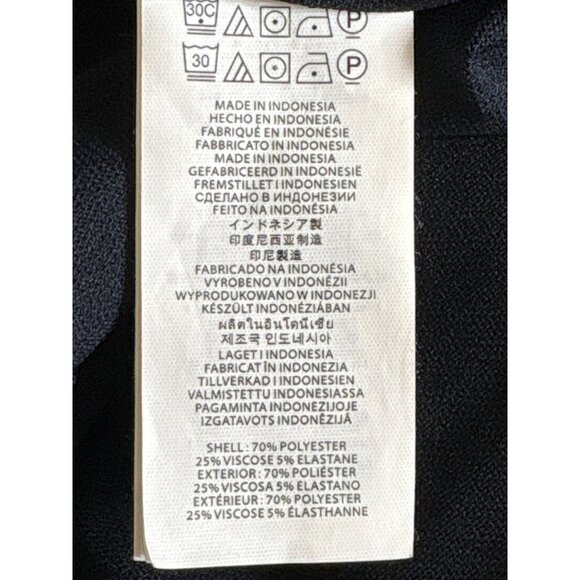 30C P
30 P
MADE IN INDONESIA
HECHO EN INDONESIA
FABRIQUÉ EN INDONÉSIE
FABBRICATO IN INDONESIA
MADE IN INDONESIA
GEFABRICEERD IN INDONESIË
FREMSTILLET I INDONESIEN
СДЕЛАНО В ИНДОНЕЗИИ
FEITO NA INDONÉSIA
インドネシア製
印度尼西亚制造
印尼製造
FABRICADO NA INDONÉSIA
VYROBENO V INDONÉZII
WYPRODUKOWANO W INDONEZJI
KÉSZÜLT INDONÉZIÁBAN
ผลิตในอินโดนีเซีย
제조국 인도네시아
LAGET I INDONESIA
FABRICAT ÎN INDONEZIA
TILLVERKAD I INDONESIEN
VALMISTETTU INDONESIASSA
PAGAMINTA INDONEZIJOJE
IZGATAVOTS INDONĒZIJĀ
SHELL: 70% POLYESTER
25% VISCOSE 5% ELASTANE
EXTERIOR: 70% POLIÉSTER
25% VISCOSA 5% ELASTANO
EXTÉRIEUR: 70% POLYESTER
25% VISCOSE 5% ÉLASTHANNE